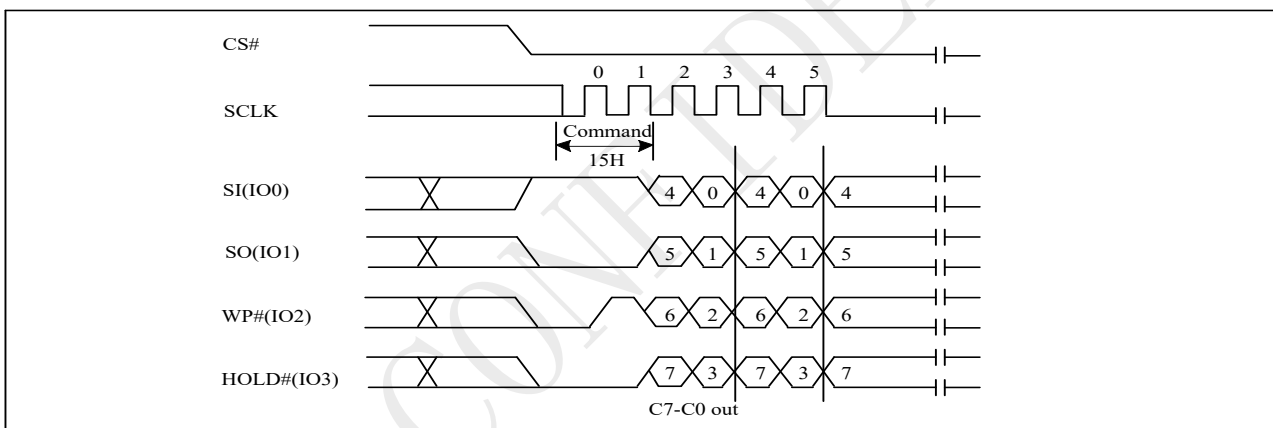 CS#
0 1 2 3 4 5
SCLK
Command
15H
SI(IO0) 4 0 4 0 4
SO(IO1) 5 1 5 1 5
WP#(IO2) 6 2 6 2 6
HOLD#(IO3) 7 3 7 3 7
C7-C0 out